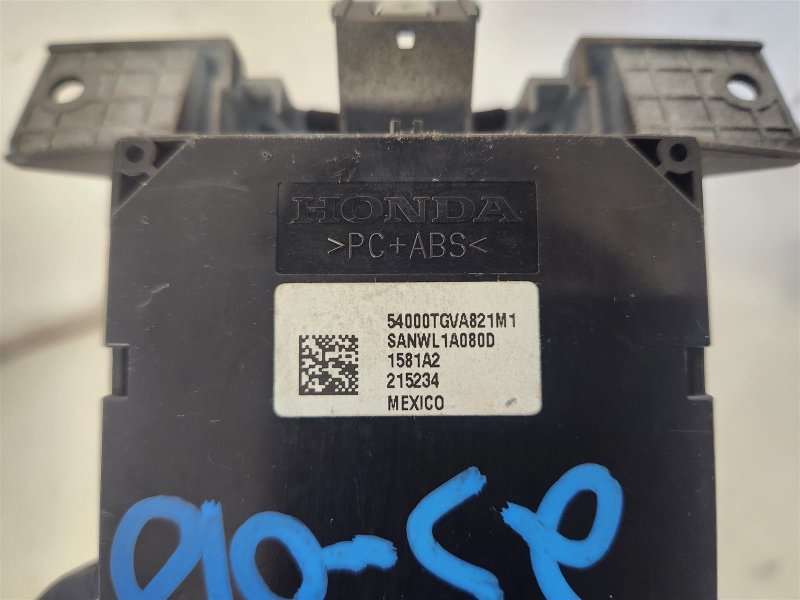 HONDA
>PC+ABS<
54000TGVA821M1
SANWL1A080D
1581A2
215234
MEXICO